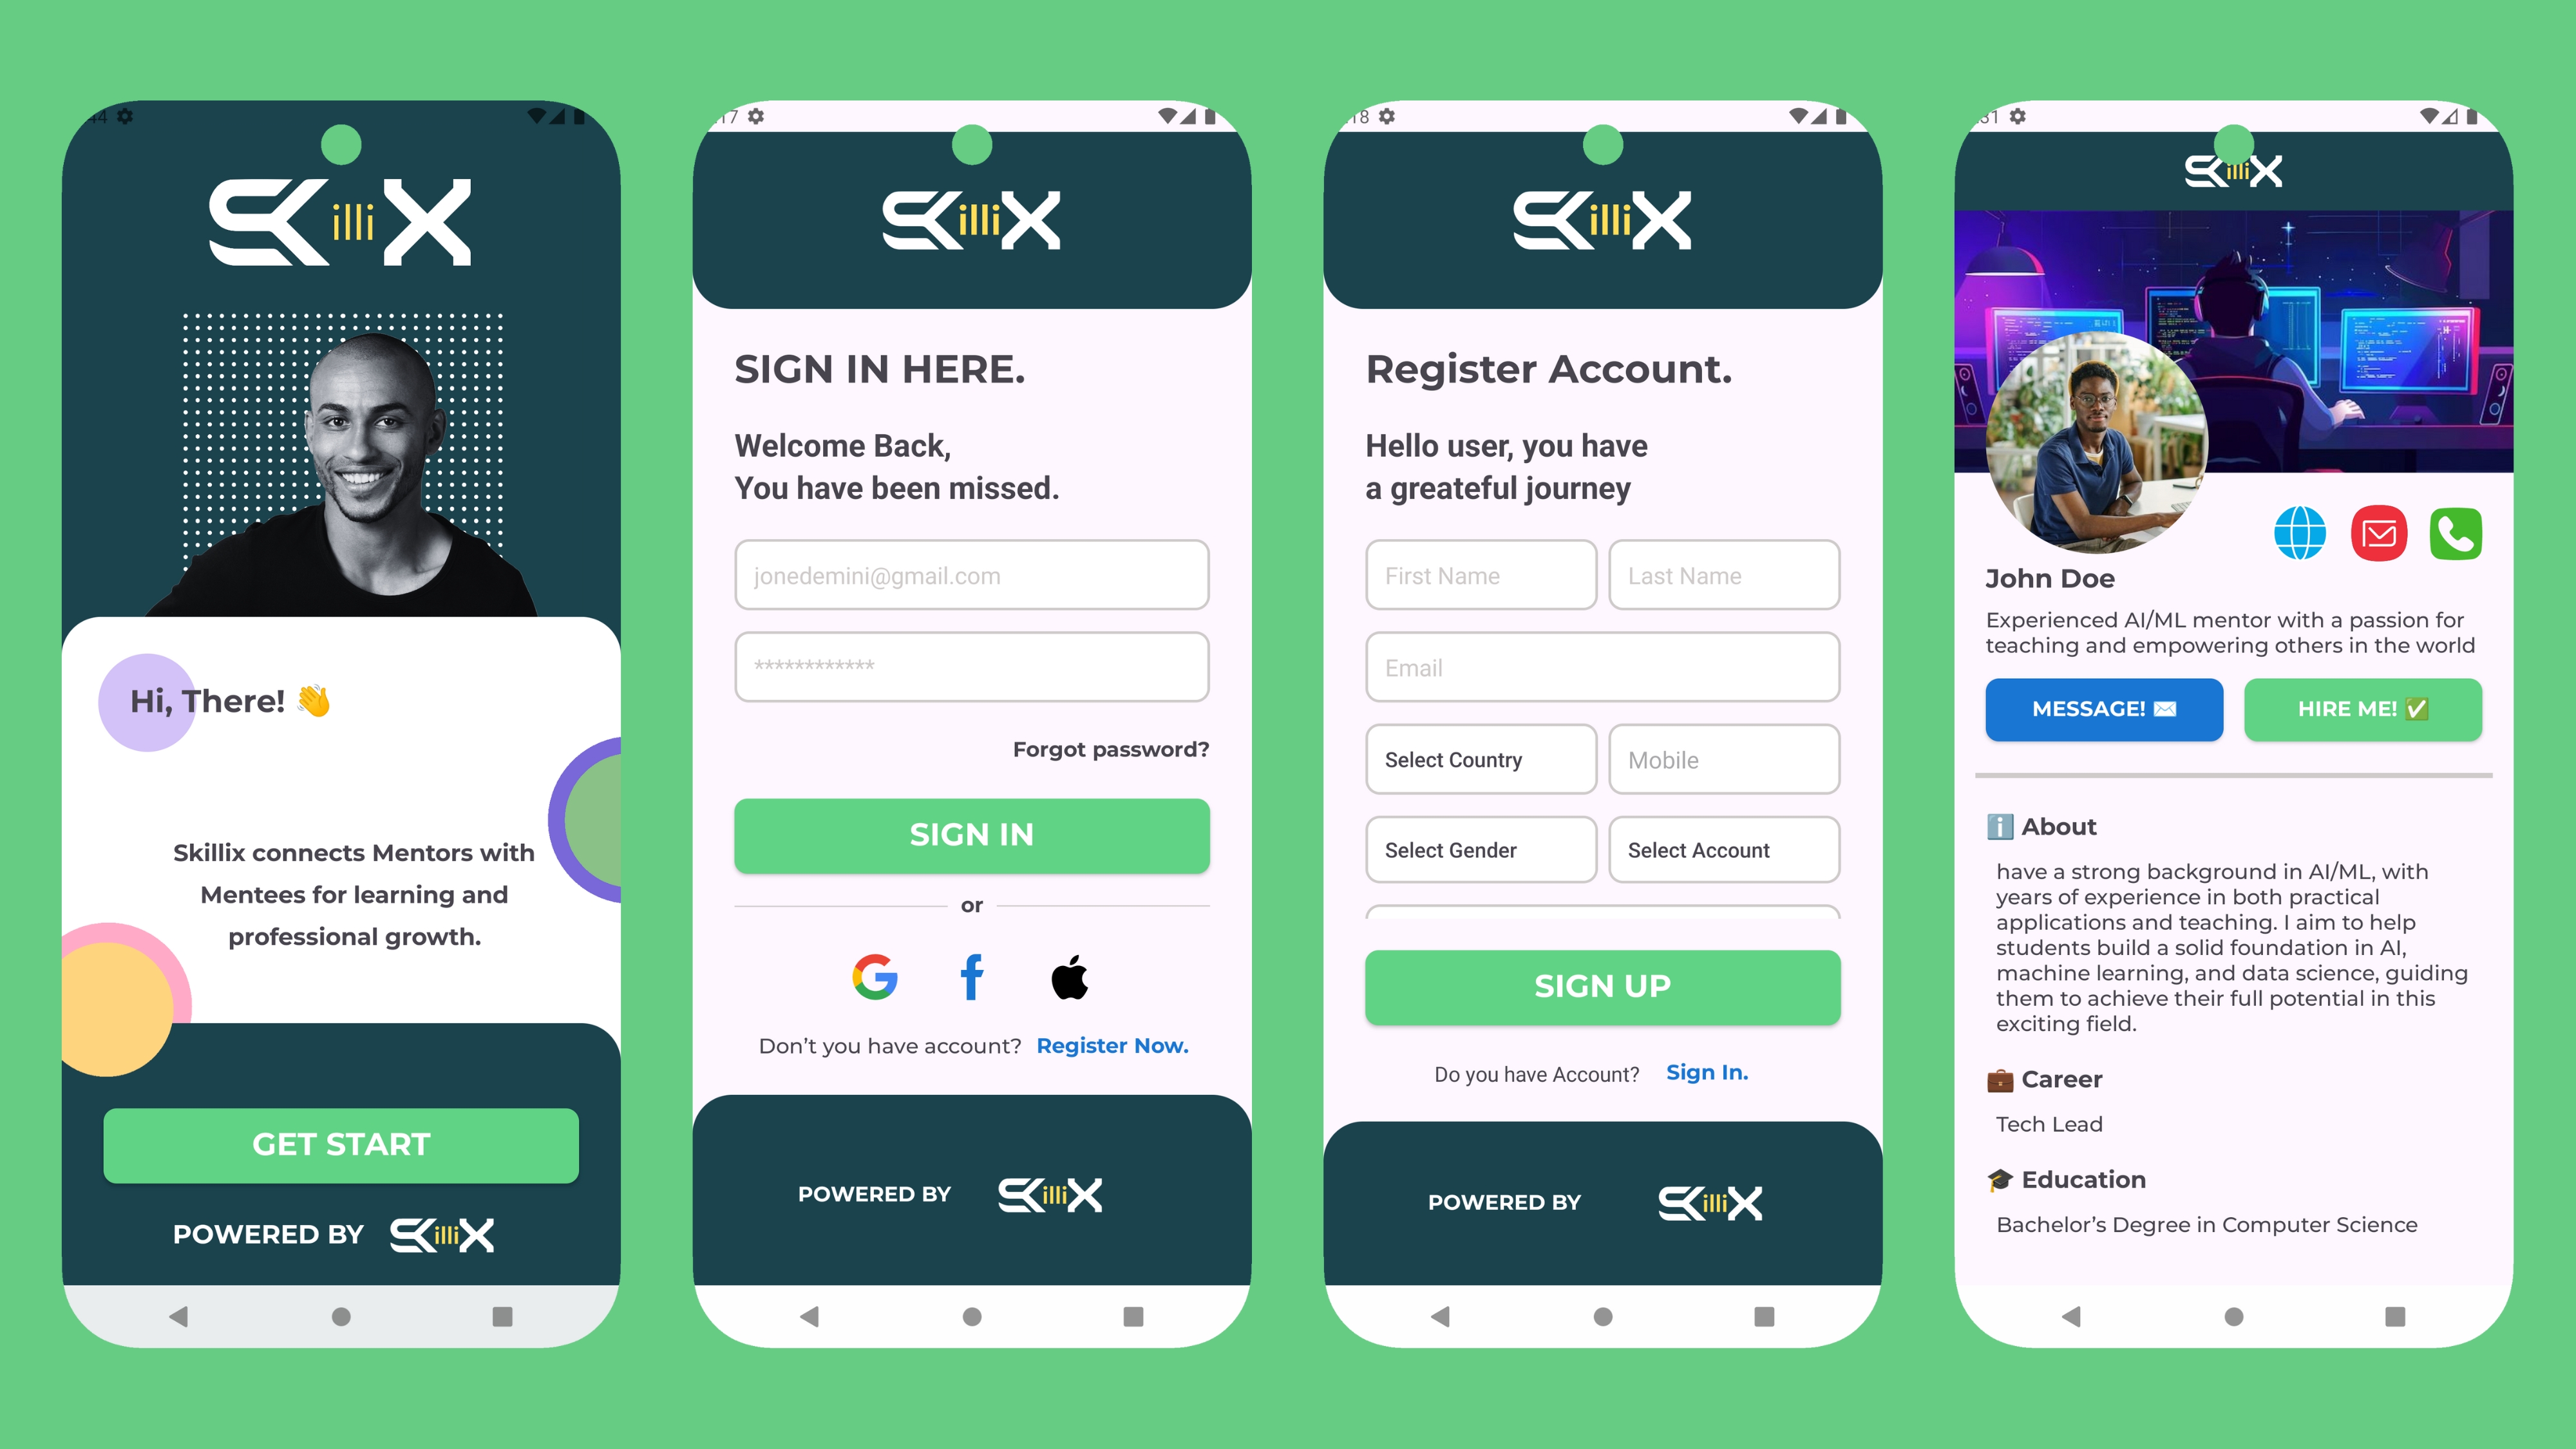 44
SKilliX
Hi, There! 👋
Skillix connects Mentors with
Mentees for learning and
professional growth.
GET START
POWERED BY SKilliX
17
SKilliX
SIGN IN HERE.
Welcome Back,
You have been missed.
jonedemini@gmail.com
************
Forgot password?
SIGN IN
or
Don’t you have account? Register Now.
POWERED BY SKilliX
18
SKilliX
Register Account.
Hello user, you have
a greateful journey
First Name Last Name
Email
Select Country Mobile
Select Gender Select Account
SIGN UP
Do you have Account? Sign In.
POWERED BY SKilliX
31
SKilliX
John Doe
Experienced AI/ML mentor with a passion for
teaching and empowering others in the world
MESSAGE! ✉️ HIRE ME! ✅
ℹ️ About
have a strong background in AI/ML, with
years of experience in both practical
applications and teaching. I aim to help
students build a solid foundation in AI,
machine learning, and data science, guiding
them to achieve their full potential in this
exciting field.
💼 Career
Tech Lead
🎓 Education
Bachelor’s Degree in Computer Science